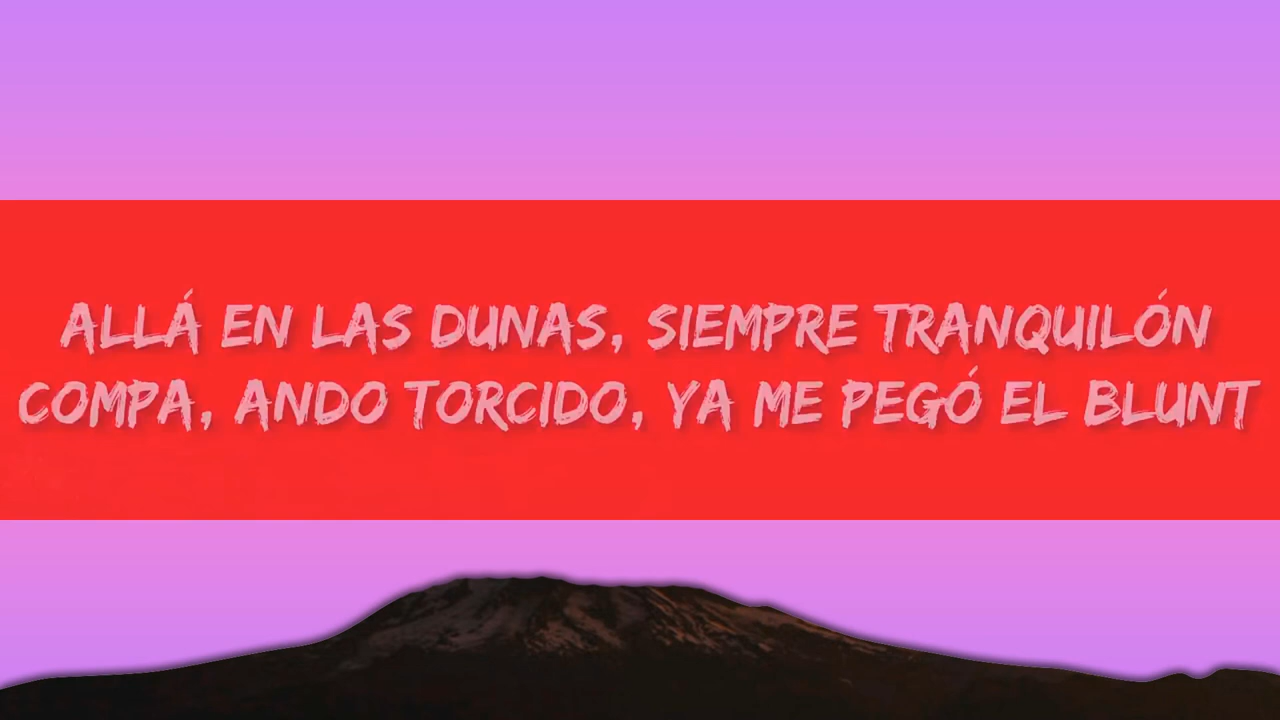 ALLÁ EN LAS DUNAS, SIEMPRE TRANQUILÓN
COMPA, ANDO TORCIDO, YA ME PEGÓ EL BLUNT